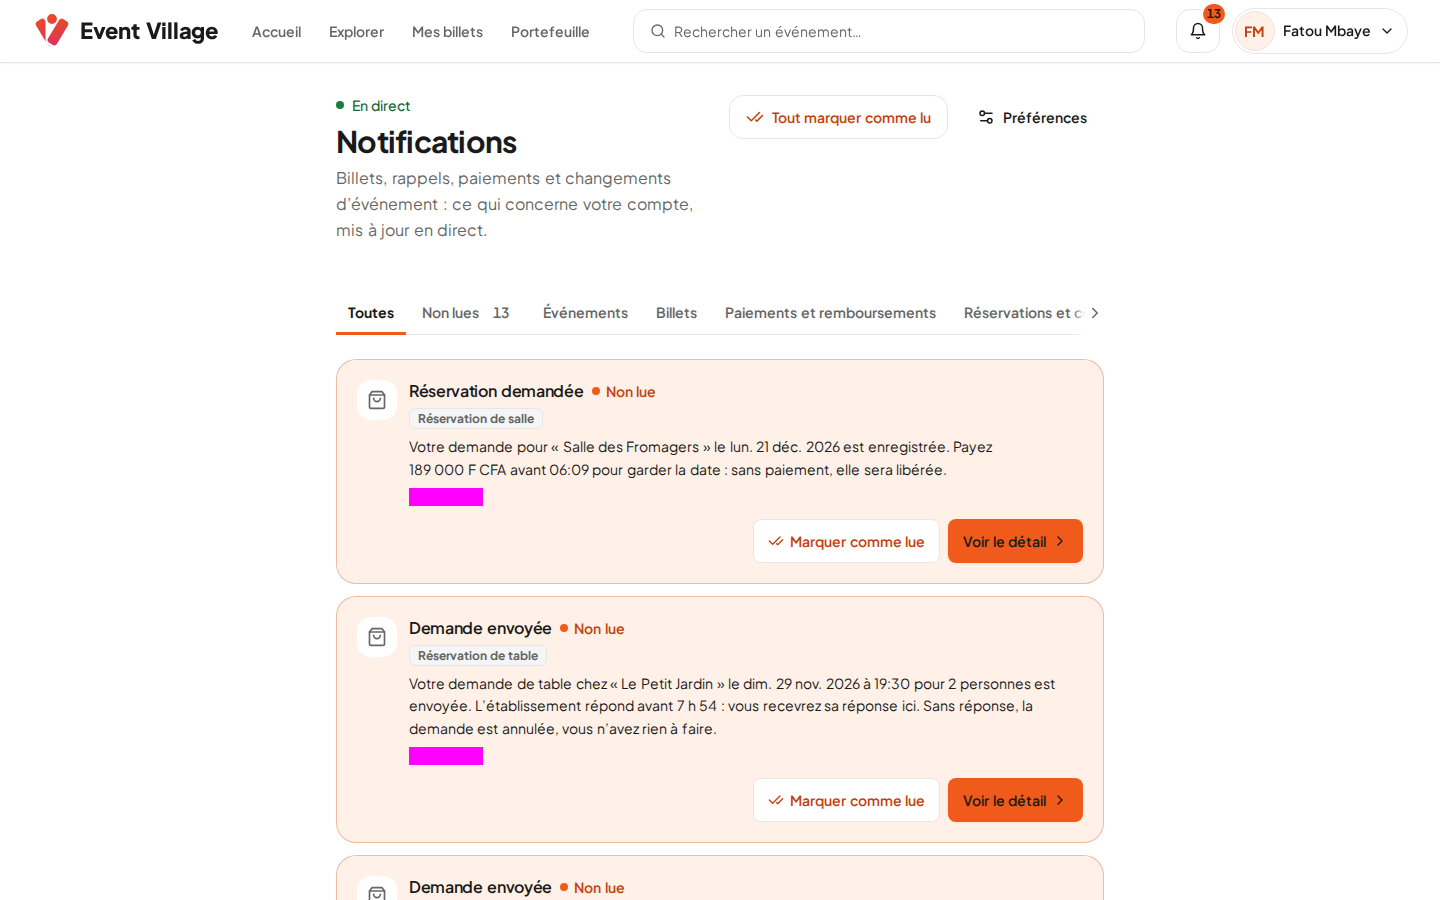 Event Village
Accueil
Explorer
Mes billets
Portefeuille
Rechercher un événement…
13
FM
Fatou Mbaye
En direct
Notifications
Billets, rappels, paiements et changements
d’événement : ce qui concerne votre compte,
mis à jour en direct.
Tout marquer comme lu
Préférences
Toutes
Non lues 13
Événements
Billets
Paiements et remboursements
Réservations et
Réservation demandée
Non lue
Réservation de salle
Votre demande pour « Salle des Fromagers » le lun. 21 déc. 2026 est enregistrée. Payez
189 000 F CFA avant 06:09 pour garder la date : sans paiement, elle sera libérée.
Marquer comme lue
Voir le détail
Demande envoyée
Non lue
Réservation de table
Votre demande de table chez « Le Petit Jardin » le dim. 29 nov. 2026 à 19:30 pour 2 personnes est
envoyée. L’établissement répond avant 7 h 54 : vous recevrez sa réponse ici. Sans réponse, la
demande est annulée, vous n’avez rien à faire.
Marquer comme lue
Voir le détail
Demande envoyée
Non lue